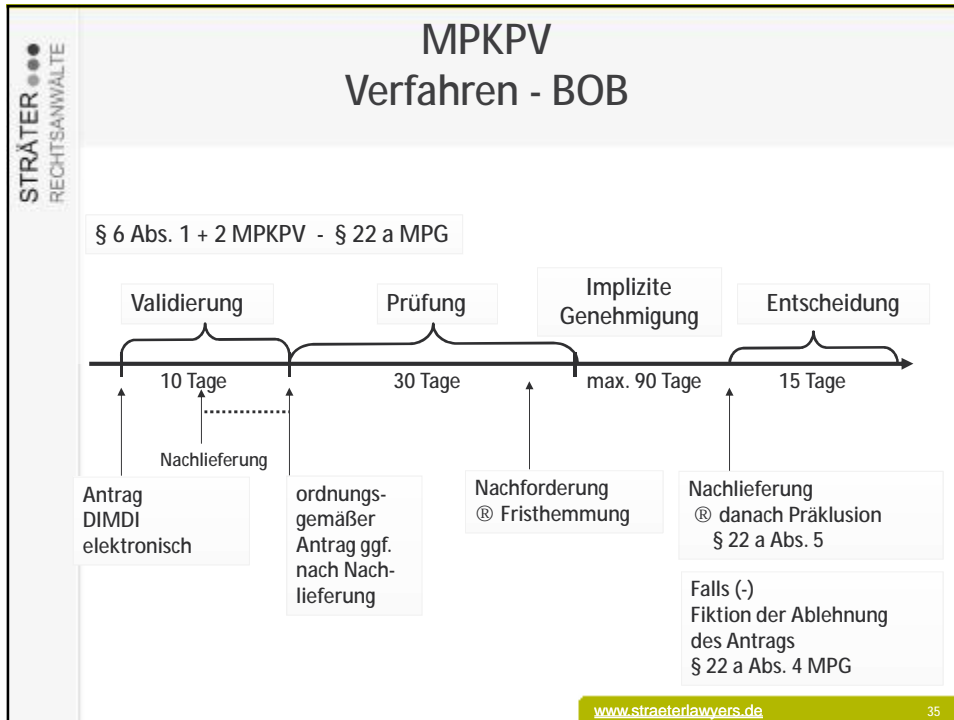 STRÄTER
RECHTSANWÄLTE
MPKPV
Verfahren - BOB
§ 6 Abs. 1 + 2 MPKPV - § 22 a MPG
Validierung
Prüfung
Implizite
Genehmigung
Entscheidung
10 Tage
30 Tage
max. 90 Tage
15 Tage
Nachlieferung
Antrag
DIMDI
elektronisch
ordnungs-
gemäßer
Antrag ggf.
nach Nach-
lieferung
Nachforderung
® Fristhemmung
Nachlieferung
® danach Präklusion
§ 22 a Abs. 5
Falls (-)
Fiktion der Ablehnung
des Antrags
§ 22 a Abs. 4 MPG
www.straeterlawyers.de
35